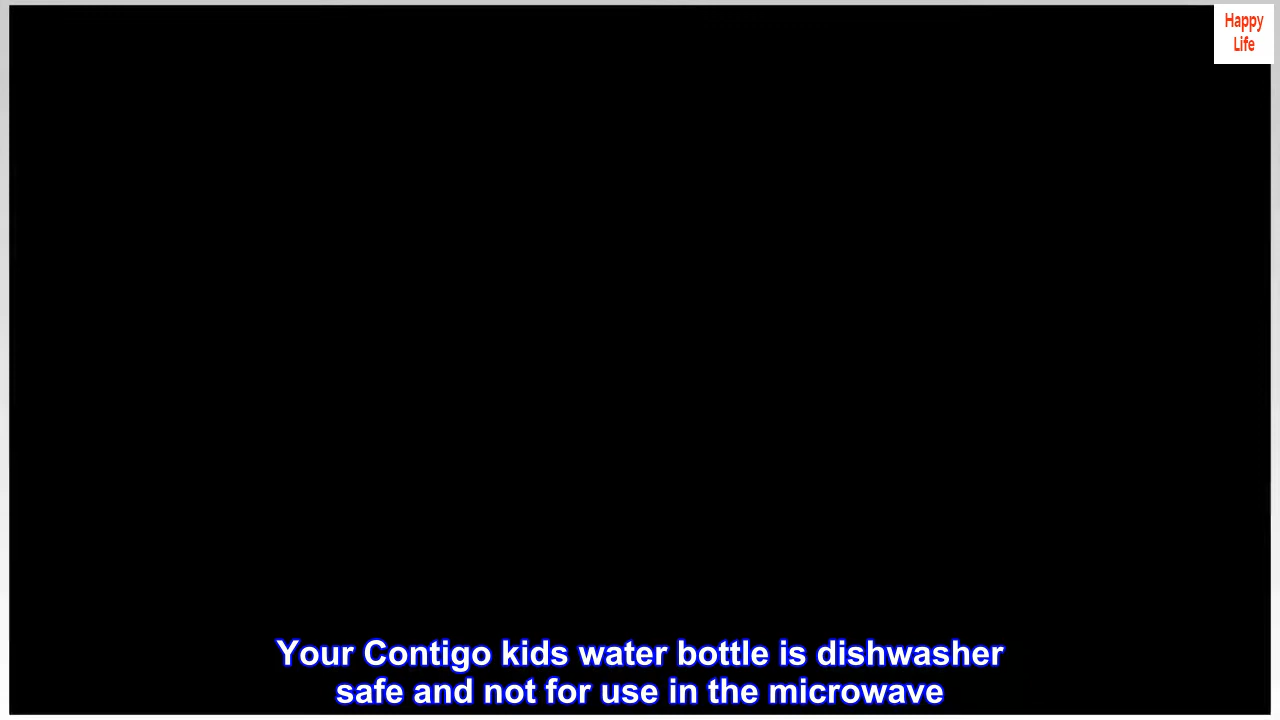 Happy
Life
Your Contigo kids water bottle is dishwasher
safe and not for use in the microwave